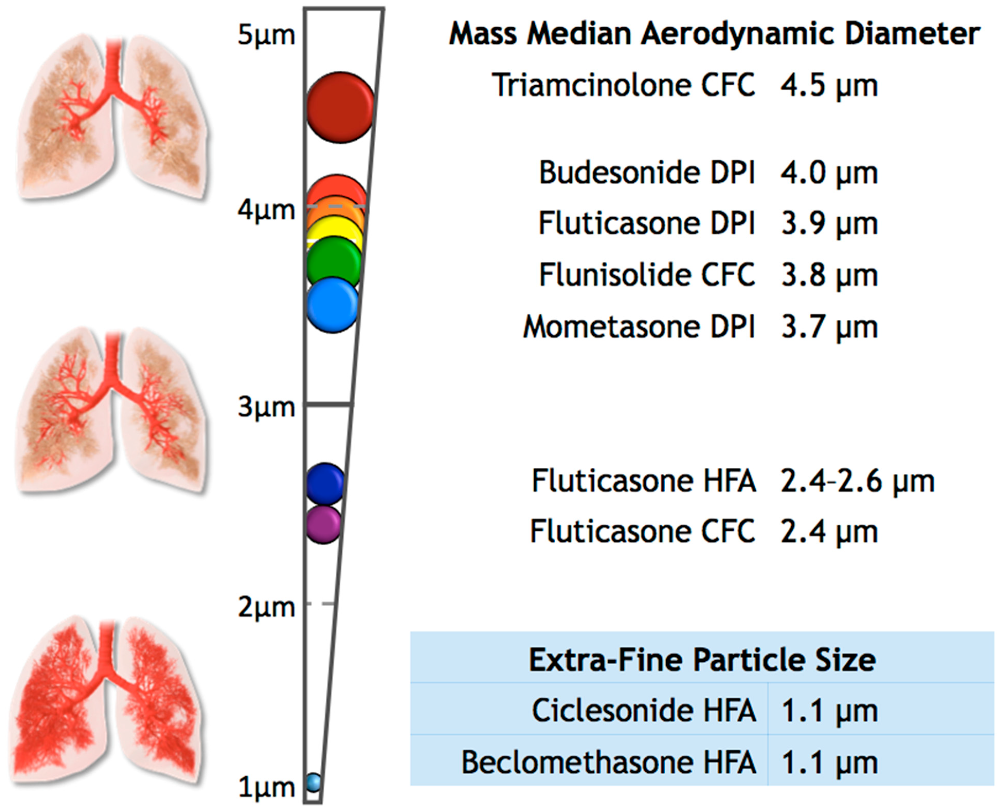 5µm
4µm
3µm
2µm
1µm
Mass Median Aerodynamic Diameter
Triamcinolone CFC 4.5 µm
Budesonide DPI 4.0 µm
Fluticasone DPI 3.9 µm
Flunisolide CFC 3.8 µm
Mometasone DPI 3.7 µm
Fluticasone HFA 2.4–2.6 µm
Fluticasone CFC 2.4 µm
Extra-Fine Particle Size
Ciclesonide HFA 1.1 µm
Beclomethasone HFA 1.1 µm